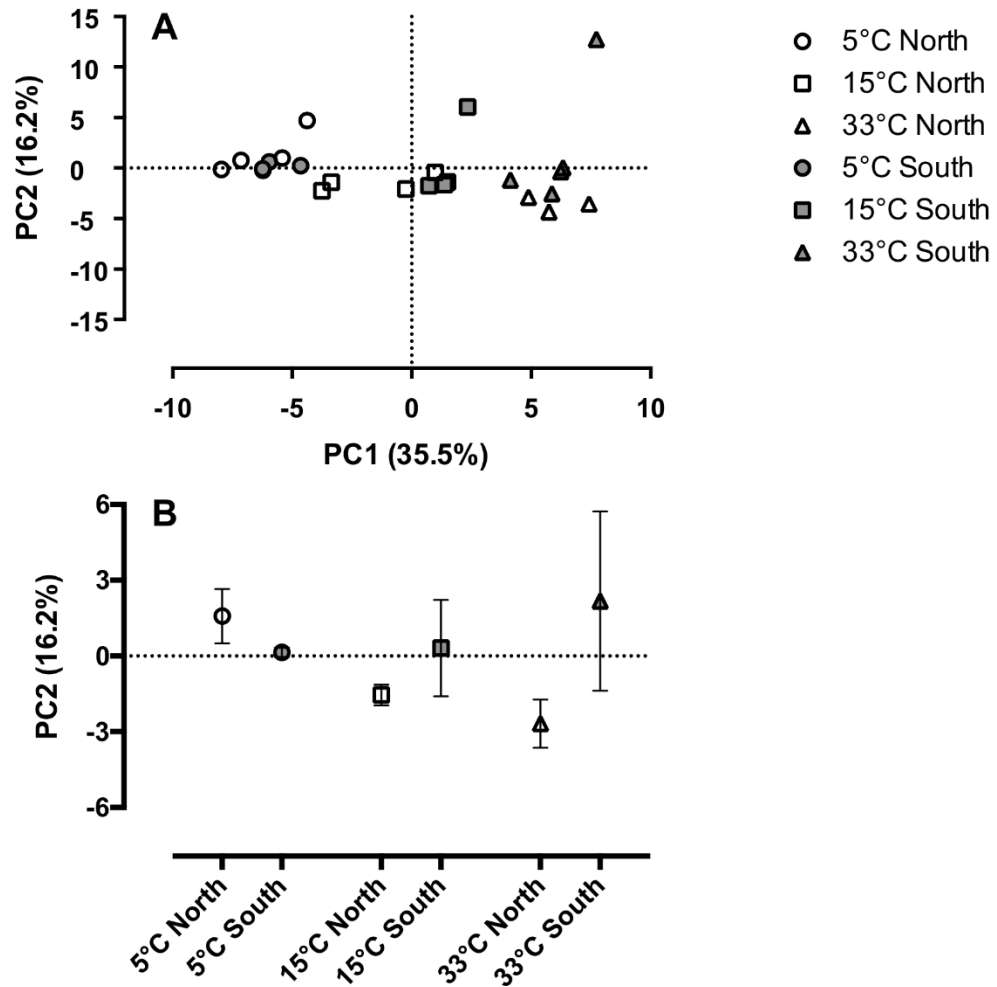 A
15
10
5
0
-5
-10
-15
PC2 (16.2%)
-10 -5 0 5 10
PC1 (35.5%)
5°C North
15°C North
33°C North
5°C South
15°C South
33°C South
B
6
3
0
-3
-6
PC2 (16.2%)
5°C North
5°C South
15°C North
15°C South
33°C North
33°C South